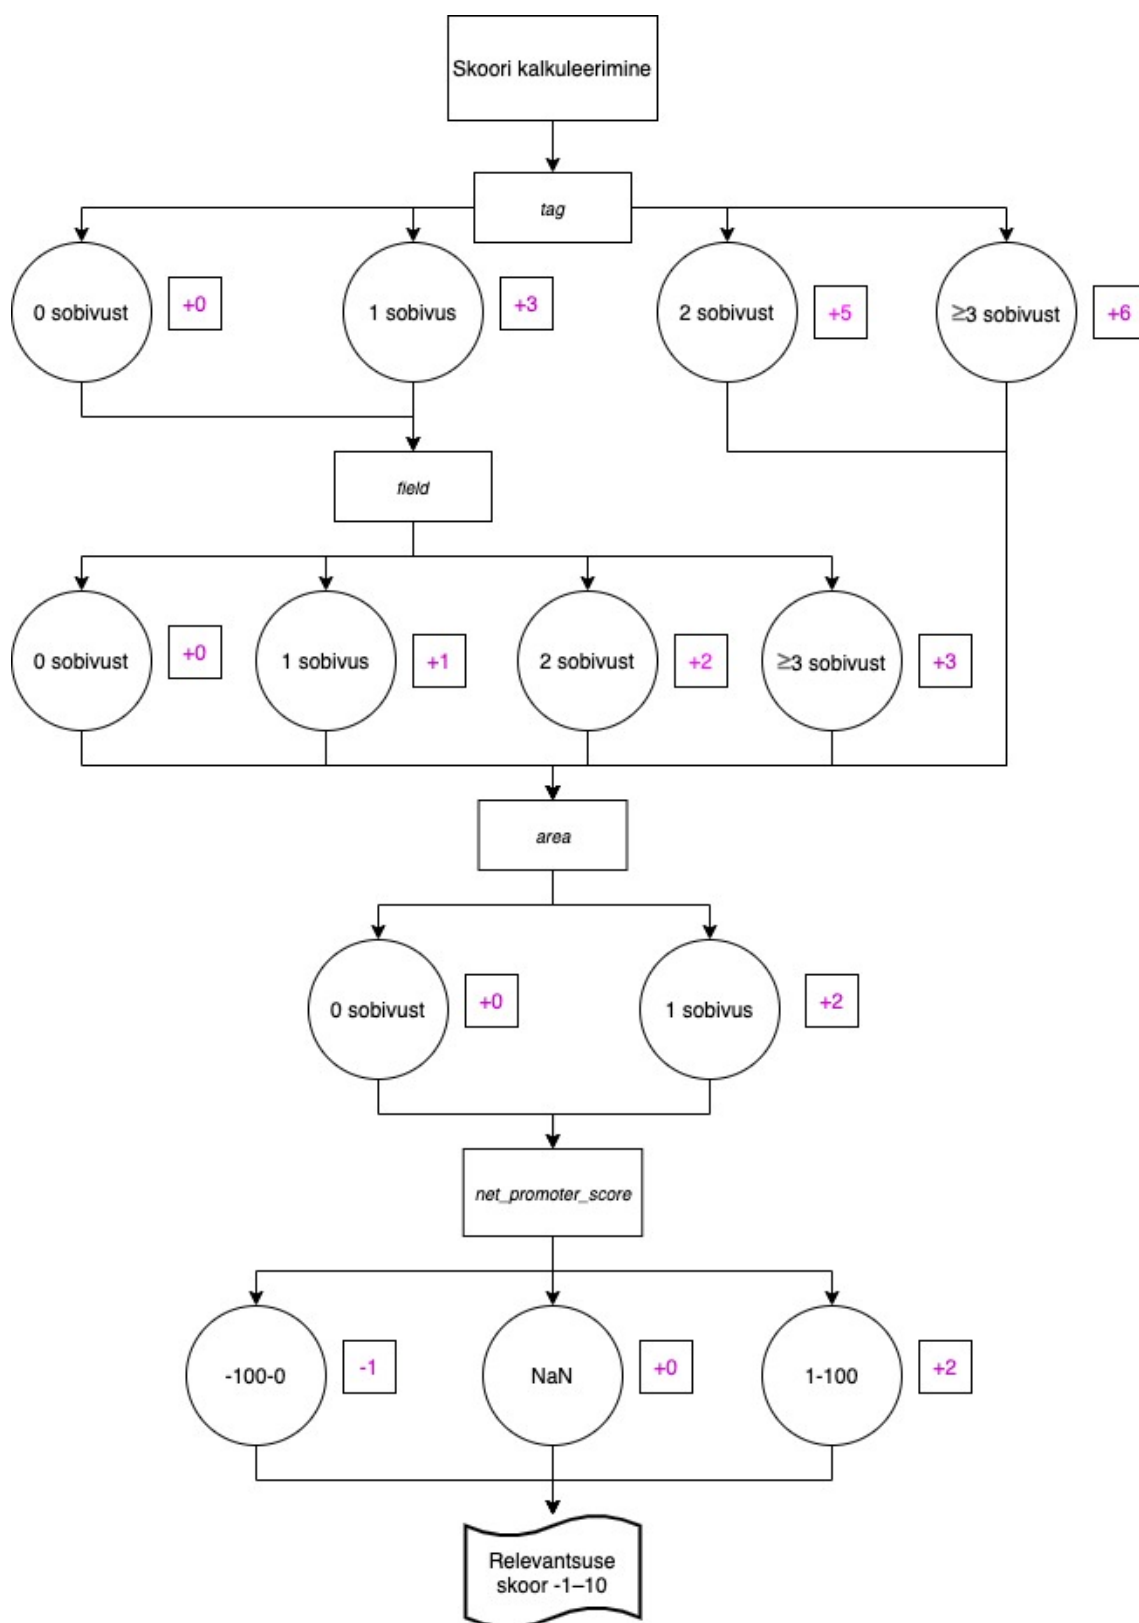 Skoori kalkuleerimine
tag
0 sobivust
+0
1 sobivus
+3
2 sobivust
+5
≥3 sobivust
+6
field
0 sobivust
+0
1 sobivus
+1
2 sobivust
+2
≥3 sobivust
+3
area
0 sobivust
+0
1 sobivus
+2
net_promoter_score
-100-0
-1
NaN
+0
1-100
+2
Relevantsuse
skoor -1–10